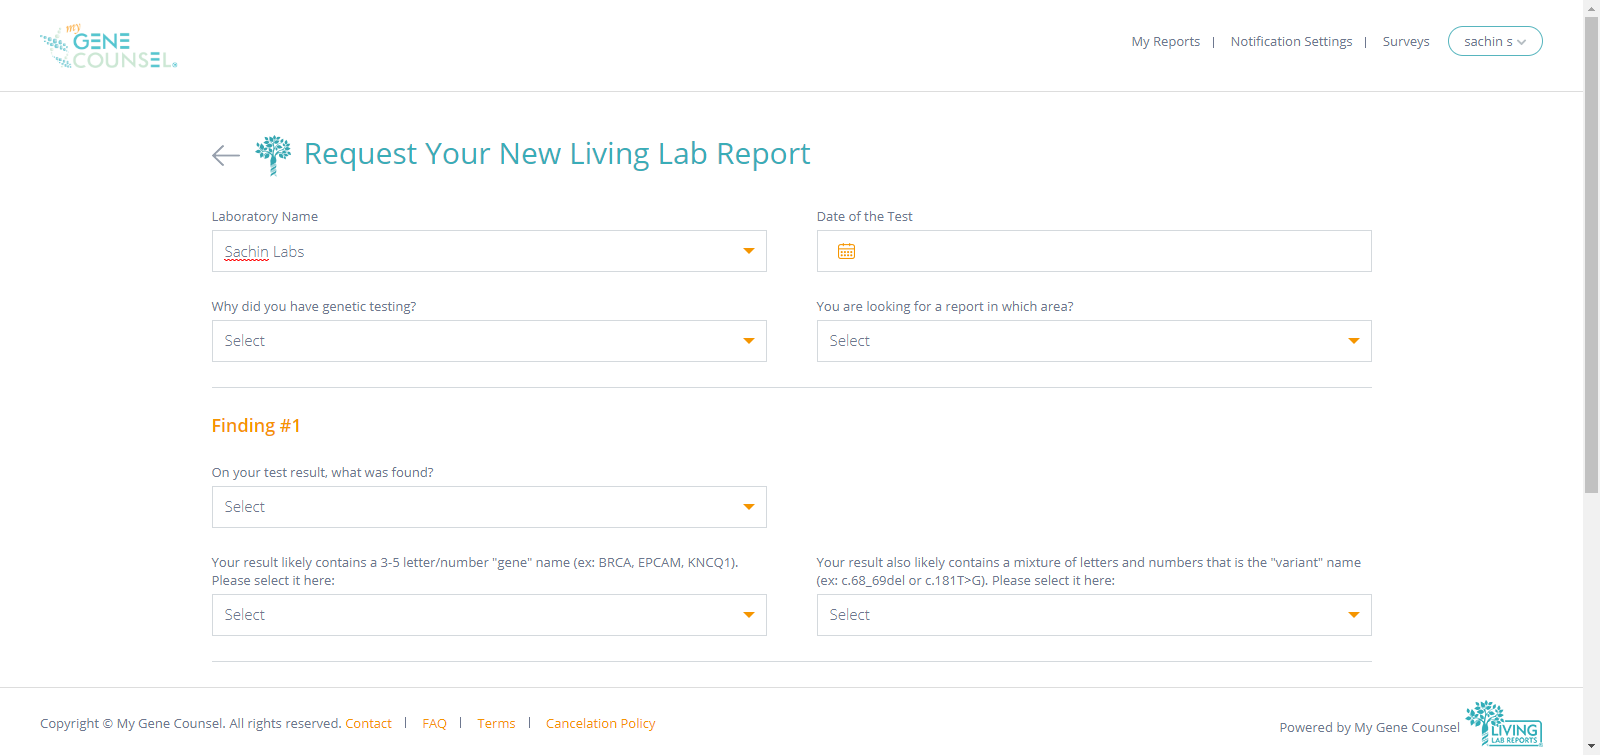 my
GENE
COUNSEL
My Reports | Notification Settings | Surveys sachin s
Request Your New Living Lab Report
Laboratory Name
Date of the Test
Sachin Labs
Why did you have genetic testing?
You are looking for a report in which area?
Select
Select
Finding #1
On your test result, what was found?
Select
Your result likely contains a 3-5 letter/number "gene" name (ex: BRCA, EPCAM, KNCQ1).
Please select it here:
Your result also likely contains a mixture of letters and numbers that is the "variant" name
(ex: c.68_69del or c.181T>G). Please select it here:
Select
Select
Copyright © My Gene Counsel. All rights reserved. Contact | FAQ | Terms | Cancelation Policy
Powered by My Gene Counsel
LIVING
LAB REPORTS